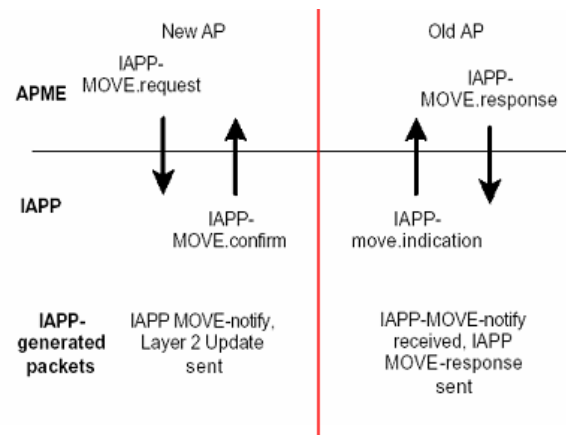 New AP
Old AP
IAPP-
MOVE.request
IAPP-
MOVE.response
APME
IAPP
IAPP-
MOVE.confirm
IAPP-
move.indication
IAPP-
generated
packets
IAPP MOVE-notify,
Layer 2 Update
sent
IAPP-MOVE-notify
received, IAPP
MOVE-response
sent